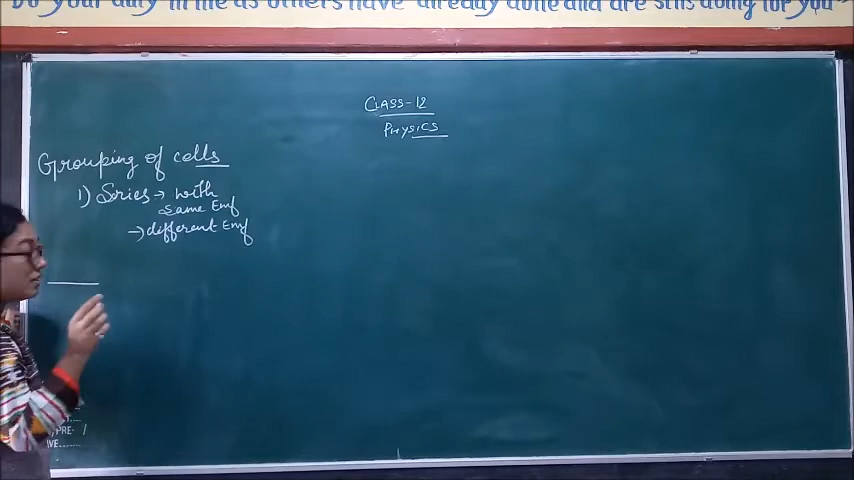 Do your duty in life as others have already done and are still doing for you"
CLASS-12
PHYSICS
Grouping of cells
1) Series → with
same Emf
→ different Emf
PRE- /